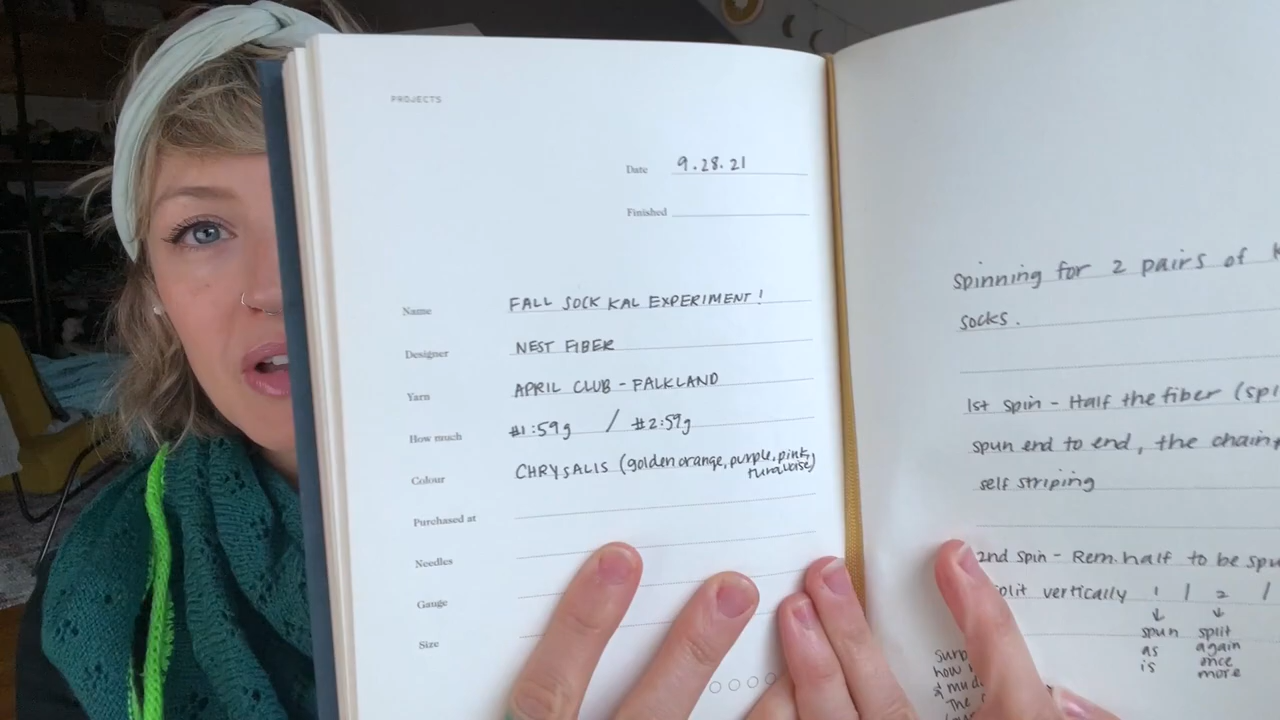 PROJECTS
Date 9.28.21
Finished
Name FALL SOCK KAL EXPERIMENT!
Designer NEST FIBER
Yarn APRIL CLUB - FALKLAND
How much #1:59g / #2:59g
Colour CHRYSALIS (golden orange, purple, pink, turquoise)
Purchased at
Needles
Gauge
Size
spinning for 2 pairs of
socks.
1st spin - Half the fiber
spun end to end, the
self striping
2nd spin - Rem. half to be
vertically 1 | 2 |
spun split
as again
is once
more
how
The